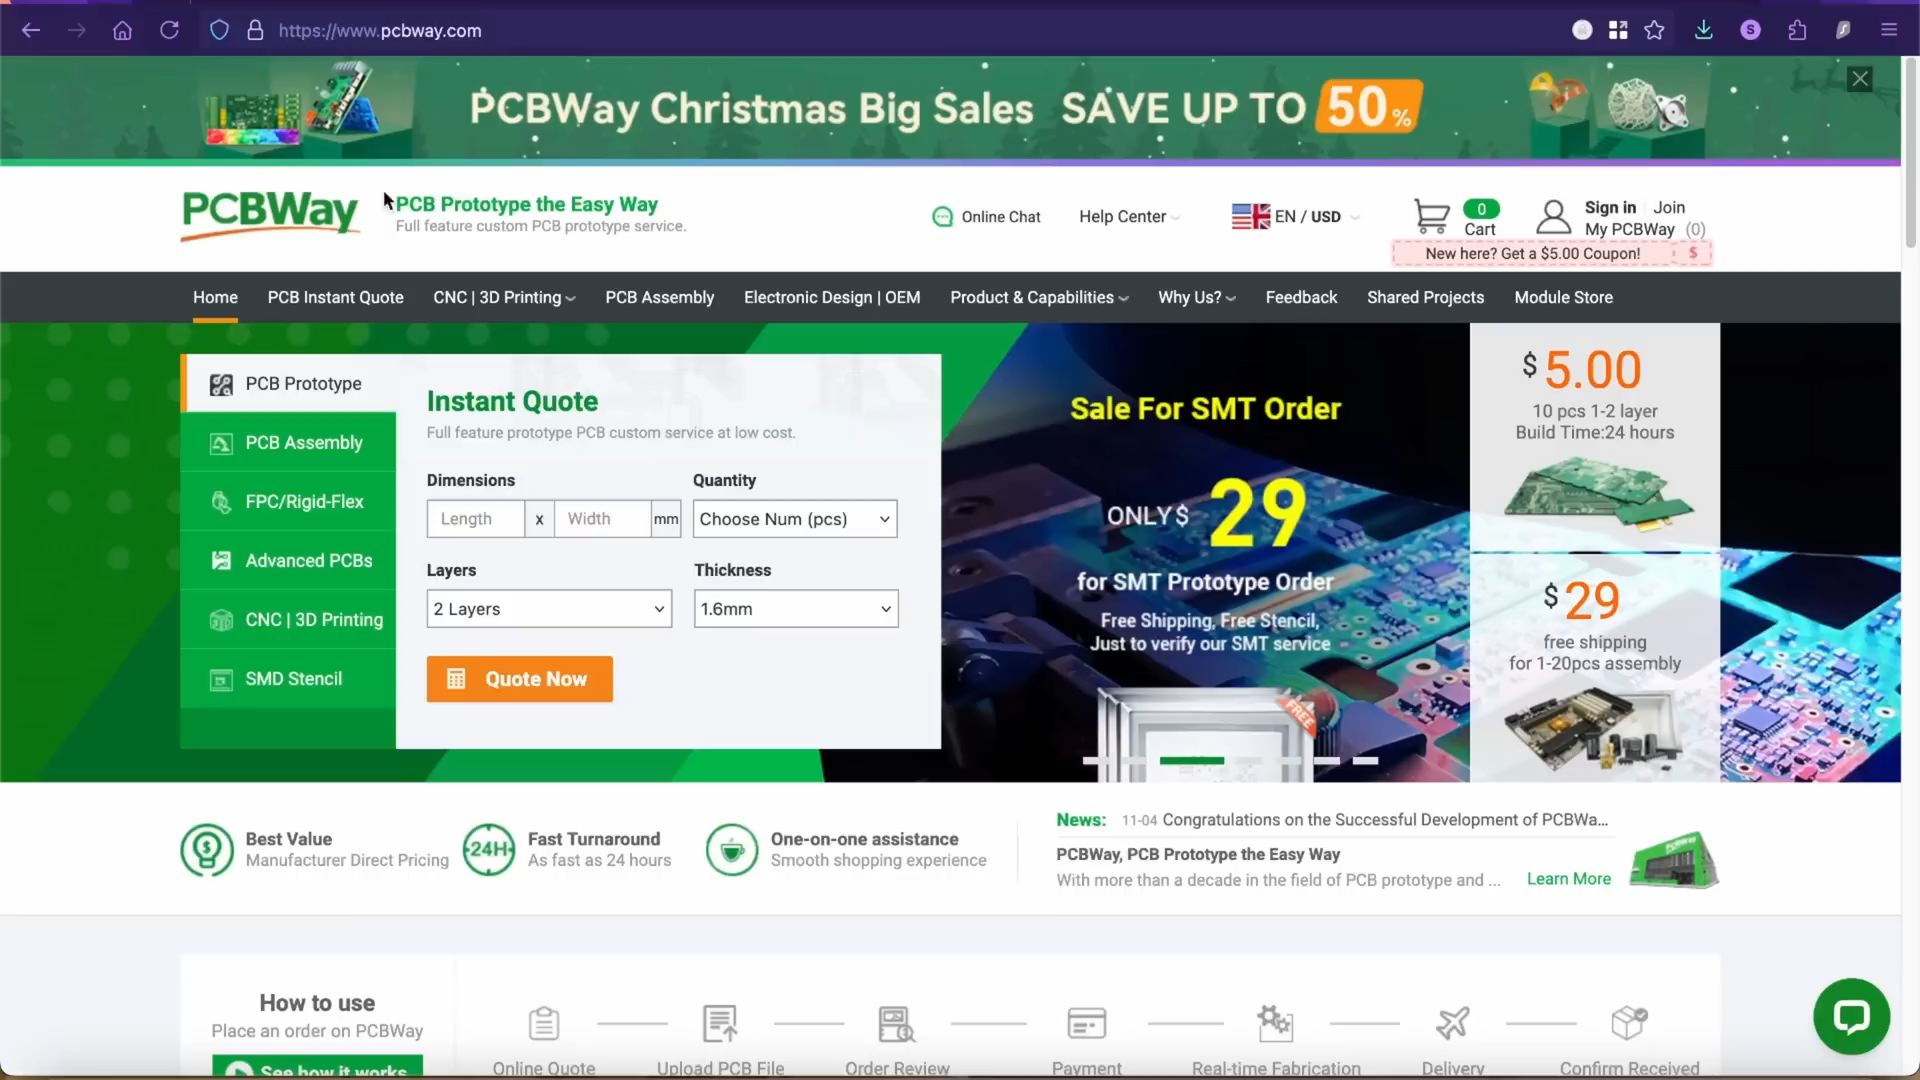 https://www.pcbway.com
S
PCBWay Christmas Big Sales SAVE UP TO 50%
PCBWay
PCB Prototype the Easy Way
Full feature custom PCB prototype service.
Online Chat
Help Center
EN / USD
0
Cart
Sign in
Join
My PCBWay (0)
New here? Get a $5.00 Coupon! $
Home
PCB Instant Quote
CNC | 3D Printing
PCB Assembly
Electronic Design | OEM
Product & Capabilities
Why Us?
Feedback
Shared Projects
Module Store
PCB Prototype
PCB Assembly
FPC/Rigid-Flex
Advanced PCBs
CNC | 3D Printing
SMD Stencil
Instant Quote
Full feature prototype PCB custom service at low cost.
Dimensions
Quantity
Length x Width mm
Choose Num (pcs)
Layers
Thickness
2 Layers
1.6mm
Quote Now
Sale For SMT Order
ONLY$ 29
for SMT Prototype Order
Free Shipping, Free Stencil,
Just to verify our SMT service
FREE
$ 5.00
10 pcs 1-2 layer
Build Time:24 hours
$ 29
free shipping
for 1-20pcs assembly
Best Value
Manufacturer Direct Pricing
24H
Fast Turnaround
As fast as 24 hours
One-on-one assistance
Smooth shopping experience
News: 11-04 Congratulations on the Successful Development of PCBWa...
PCBWay, PCB Prototype the Easy Way
With more than a decade in the field of PCB prototype and ...
Learn More
How to use
Place an order on PCBWay
See how it works
Online Quote
Upload PCB File
Order Review
Payment
Real-time Fabrication
Delivery
Confirm Received